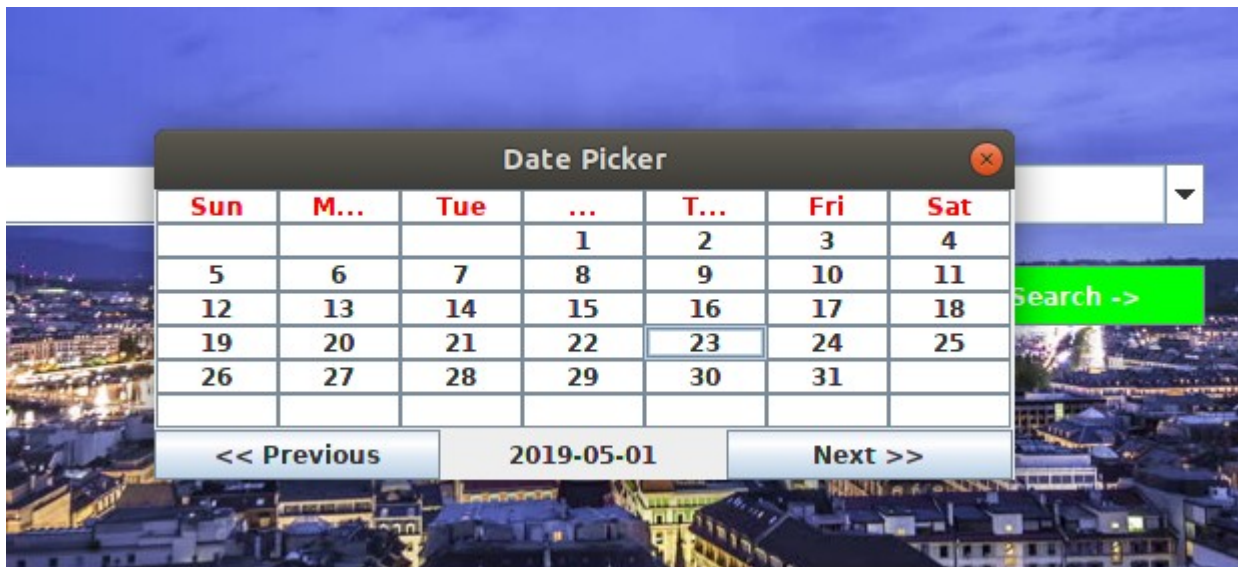 Date Picker
Sun M... Tue ... T... Fri Sat
1 2 3 4
5 6 7 8 9 10 11
Search ->
12 13 14 15 16 17 18
19 20 21 22 23 24 25
26 27 28 29 30 31
<< Previous 2019-05-01 Next >>